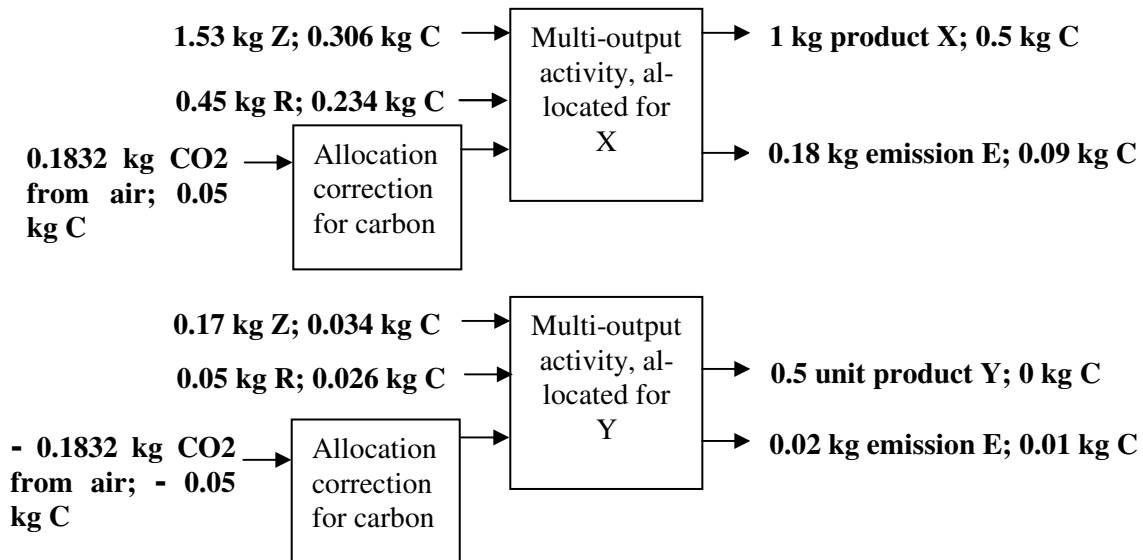 1.53 kg Z; 0.306 kg C
Multi-output
activity, al-
located for
X
1 kg product X; 0.5 kg C
0.45 kg R; 0.234 kg C
0.1832 kg CO2
from air; 0.05
kg C
Allocation
correction
for carbon
0.18 kg emission E; 0.09 kg C
0.17 kg Z; 0.034 kg C
Multi-output
activity, al-
located for
Y
0.05 kg R; 0.026 kg C
0.5 unit product Y; 0 kg C
- 0.1832 kg CO2
from air; - 0.05
kg C
Allocation
correction
for carbon
0.02 kg emission E; 0.01 kg C